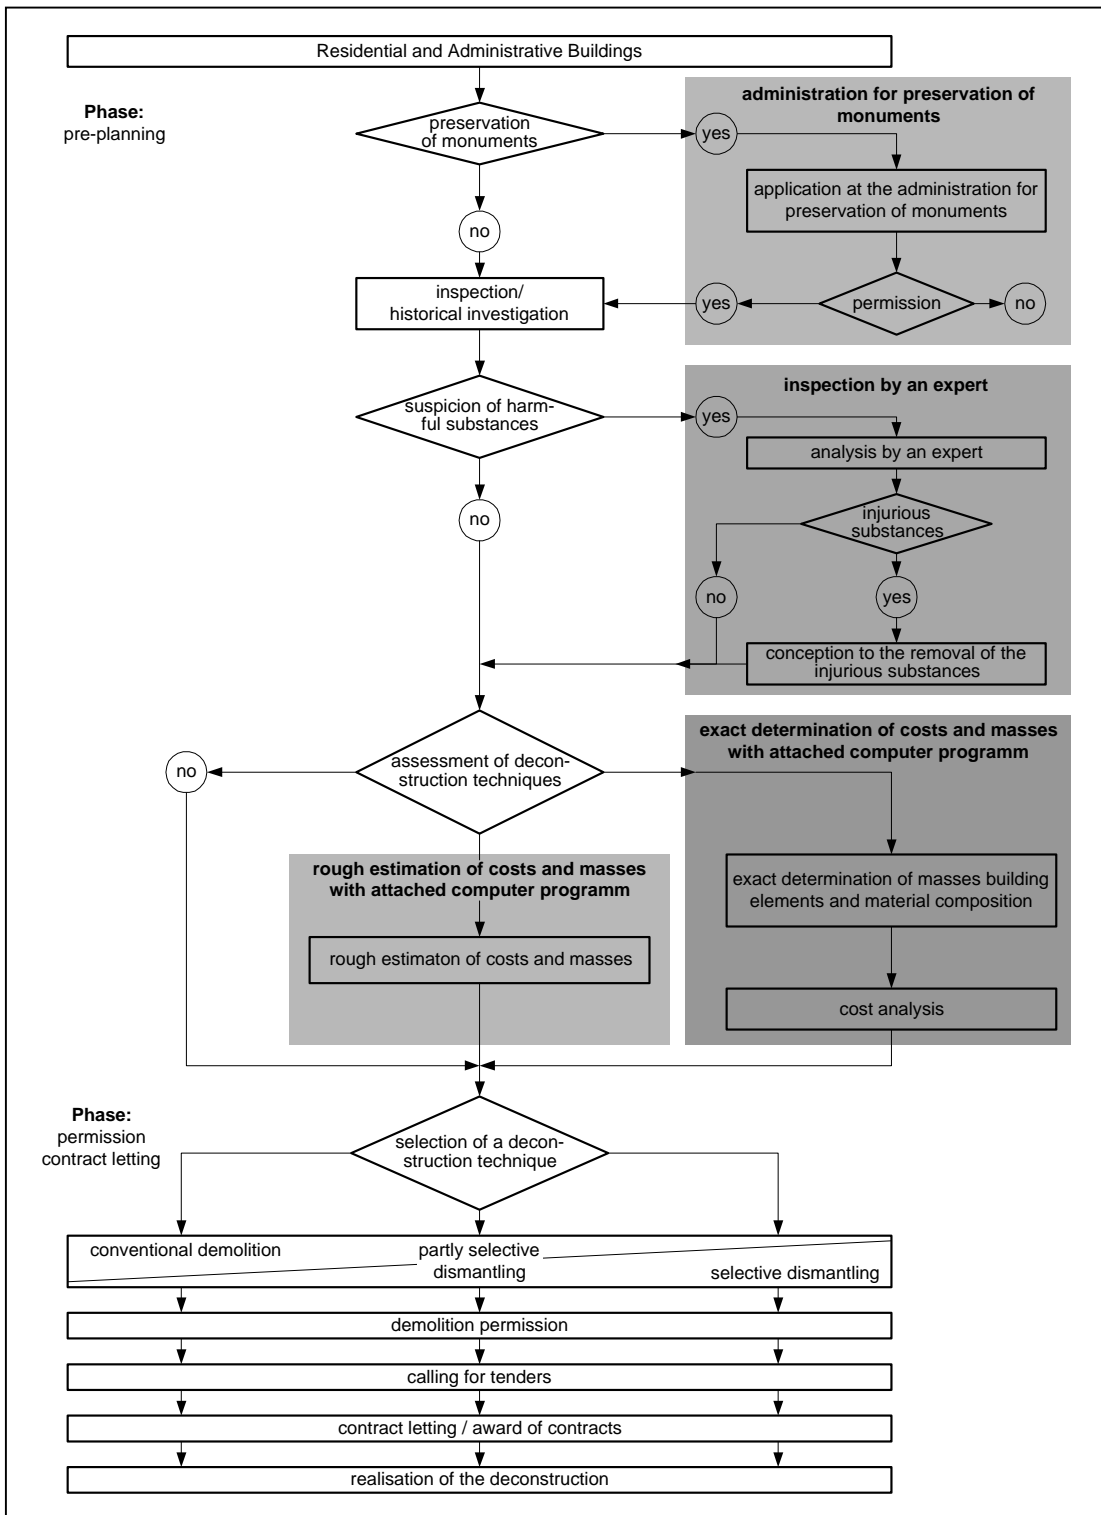 Residential and Administrative Buildings
Phase:
pre-planning
preservation
of monuments
yes
administration for preservation of
monuments
application at the administration for
preservation of monuments
no
inspection/
historical investigation
yes
permission
no
suspicion of harm-
ful substances
yes
inspection by an expert
analysis by an expert
no
injurious
substances
no
yes
conception to the removal of the
injurious substances
no
assessment of decon-
struction techniques
exact determination of costs and masses
with attached computer programm
rough estimation of costs and masses
with attached computer programm
exact determination of masses building
elements and material composition
rough estimaton of costs and masses
cost analysis
Phase:
permission
contract letting
selection of a decon-
struction technique
conventional demolition
partly selective
dismantling
selective dismantling
demolition permission
calling for tenders
contract letting / award of contracts
realisation of the deconstruction